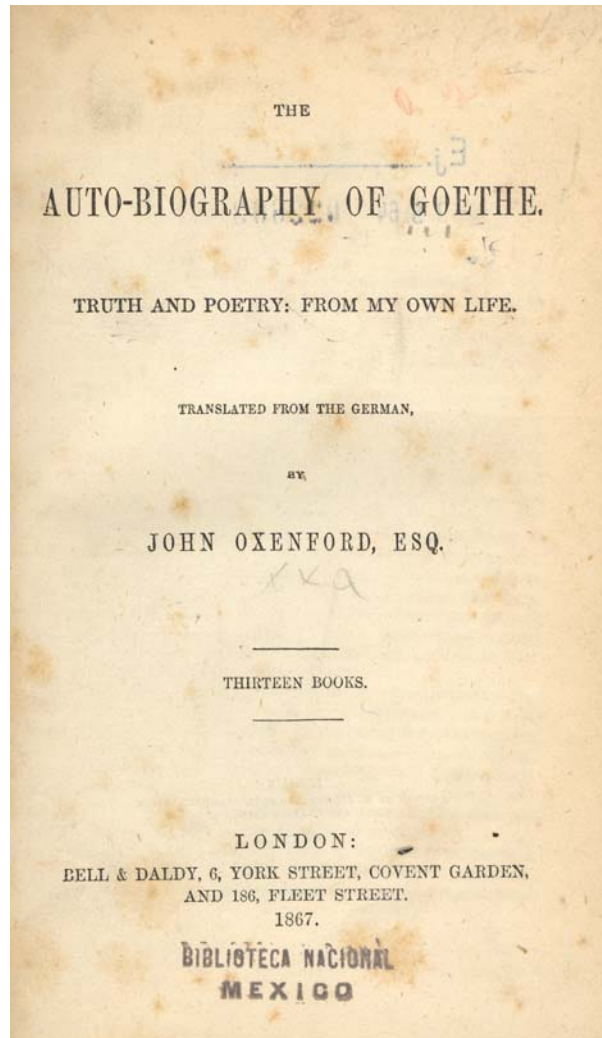 THE
AUTO-BIOGRAPHY OF GOETHE.
TRUTH AND POETRY: FROM MY OWN LIFE.
TRANSLATED FROM THE GERMAN,
BY
JOHN OXENFORD, ESQ.
THIRTEEN BOOKS.
LONDON:
BELL & DALDY, 6, YORK STREET, COVENT GARDEN,
AND 186, FLEET STREET.
1867.
BIBLIOTECA NACIONAL
MEXICO